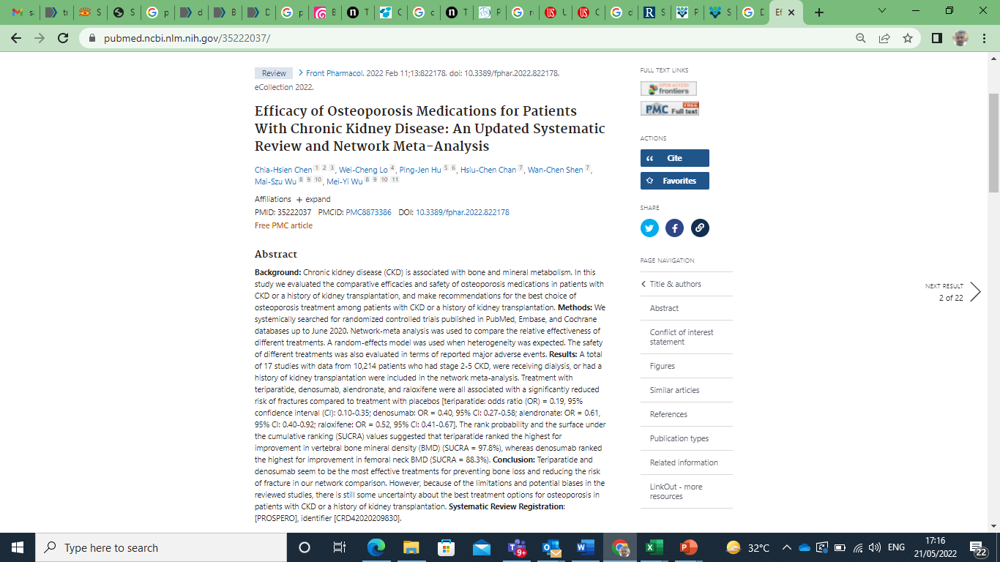 pubmed.ncbi.nlm.nih.gov/35222037/
Review
Front Pharmacol. 2022 Feb 11;13:822178. doi: 10.3389/fphar.2022.822178.
eCollection 2022.
Efficacy of Osteoporosis Medications for Patients
With Chronic Kidney Disease: An Updated Systematic
Review and Network Meta-Analysis
Chia-Hsien Chen 1 2 3, Wei-Cheng Lo 4, Ping-Jen Hu 5 6, Hsiu-Chen Chan 7, Wan-Chen Shen 7,
Mai-Szu Wu 8 9 10, Mei-Yi Wu 8 9 10 11
Affiliations + expand
PMID: 35222037 PMCID: PMC8873386 DOI: 10.3389/fphar.2022.822178
Free PMC article
Abstract
Background: Chronic kidney disease (CKD) is associated with bone and mineral metabolism. In this
study we evaluated the comparative efficacies and safety of osteoporosis medications in patients with
CKD or a history of kidney transplantation, and make recommendations for the best choice of
osteoporosis treatment among patients with CKD or a history of kidney transplantation. Methods: We
systemically searched for randomized controlled trials published in PubMed, Embase, and Cochrane
databases up to June 2020. Network-meta analysis was used to compare the relative effectiveness of
different treatments. A random-effects model was used when heterogeneity was expected. The safety
of different treatments was also evaluated in terms of reported major adverse events. Results: A total
of 17 studies with data from 10,214 patients who had stage 2-5 CKD, were receiving dialysis, or had a
history of kidney transplantation were included in the network meta-analysis. Treatment with
teriparatide, denosumab, alendronate, and raloxifene were all associated with a significantly reduced
risk of fractures compared to treatment with placebos [teriparatide: odds ratio (OR) = 0.19, 95%
confidence interval (CI): 0.10-0.35; denosumab: OR = 0.40, 95% CI: 0.27-0.58; alendronate: OR = 0.61,
95% CI: 0.40-0.92; raloxifene: OR = 0.52, 95% CI: 0.41-0.67]. The rank probability and the surface under
the cumulative ranking (SUCRA) values suggested that teriparatide ranked the highest for
improvement in vertebral bone mineral density (BMD) (SUCRA = 97.8%), whereas denosumab ranked
the highest for improvement in femoral neck BMD (SUCRA = 88.3%). Conclusion: Teriparatide and
denosumab seem to be the most effective treatments for preventing bone loss and reducing the risk
of fracture in our network comparison. However, because of the limitations and potential biases in the
reviewed studies, there is still some uncertainty about the best treatment options for osteoporosis in
patients with CKD or a history of kidney transplantation. Systematic Review Registration:
[PROSPERO], identifier [CRD42020209830].
FULL TEXT LINKS
OPEN ACCESS
frontiers
PMC FREE Full text
ACTIONS
Cite
Favorites
SHARE
PAGE NAVIGATION
Title & authors
Abstract
Conflict of interest
statement
Figures
Similar articles
References
Publication types
Related information
LinkOut - more
resources
NEXT RESULT
2 of 22
Type here to search
9+
32°C
ENG
17:16
21/05/2022
22